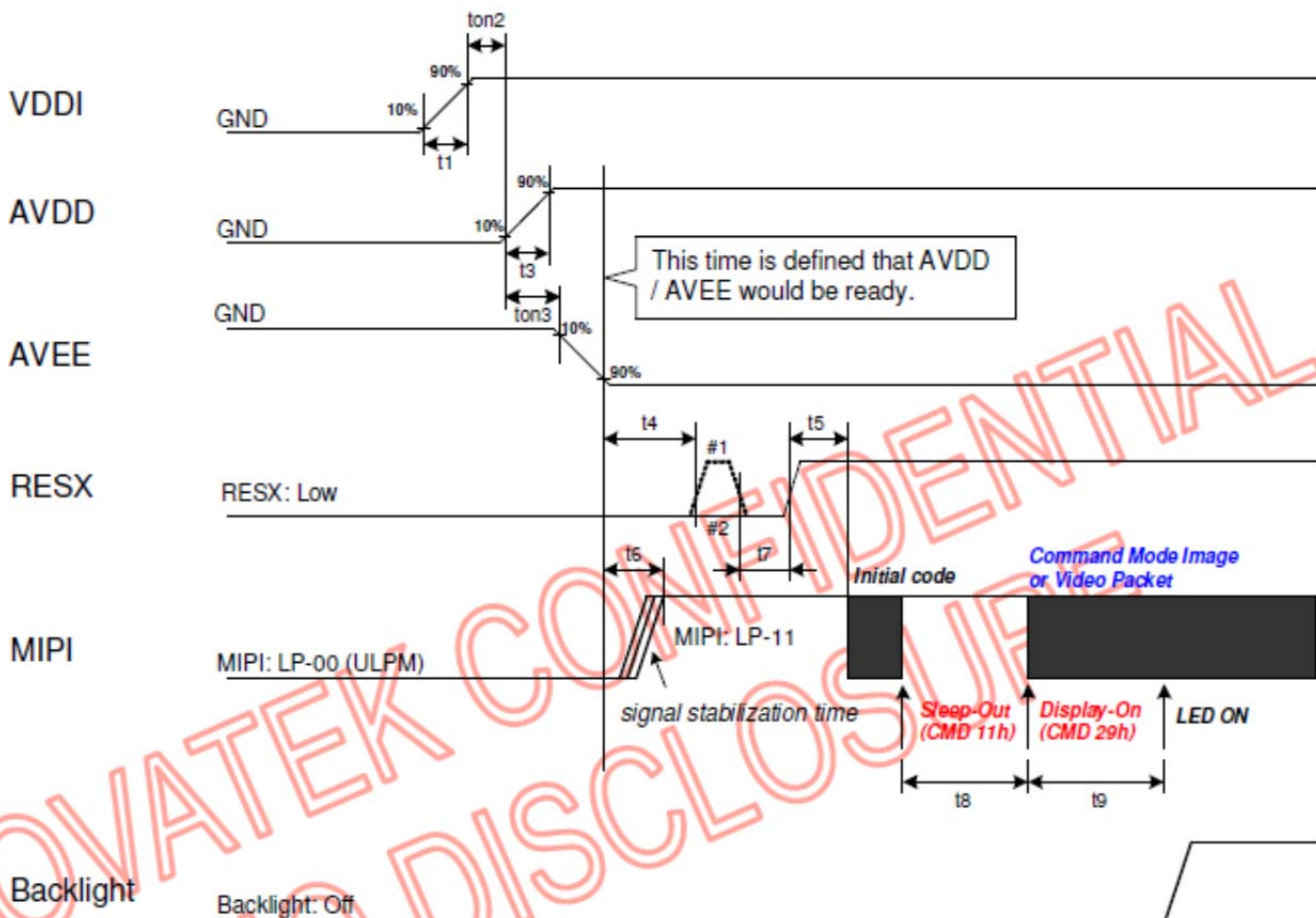 ton2
90%
VDDI
GND
10%
t1
90%
AVDD
GND
10%
t3
This time is defined that AVDD
/ AVEE would be ready.
GND
ton3
10%
AVEE
90%
t4
t5
#1
RESX
RESX: Low
#2
t6
t7
Initial code
Command Mode Image
or Video Packet
MIPI
MIPI: LP-00 (ULPM)
MIPI: LP-11
signal stabilization time
Sleep-Out
(CMD 11h)
Display-On
(CMD 29h)
LED ON
t8
t9
Backlight
Backlight: Off
OVATEK CONFIDENTIAL
DISCLOSURE